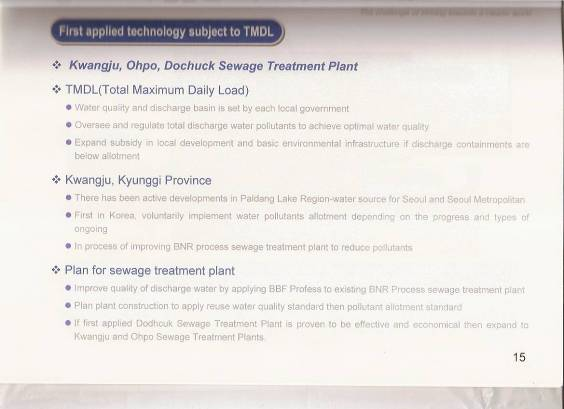 First applied technology subject to TMDL
❖ Kwangju, Ohpo, Dochuck Sewage Treatment Plant
❖ TMDL(Total Maximum Daily Load)
● Water quality and discharge basin is set by each local government
● Oversee and regulate total discharge water pollutants to achieve optimal water quality
● Expand subsidy in local development and basic environmental infrastructure if discharge containments are
below allotment
❖ Kwangju, Kyunggi Province
● There has been active developments in Paldang Lake Region-water source for Seoul and Seoul Metropolitan
● First in Korea, voluntarily implement water pollutants allotment depending on the progress and types of
ongoing
● In process of improving BNR process sewage treatment plant to reduce pollutants
❖ Plan for sewage treatment plant
● Improve quality of discharge water by applying BBF Profess to existing BNR Process sewage treatment plant
● Plan plant construction to apply reuse water quality standard then pollutant allotment standard
● If first applied Dodhouk Sewage Treatment Plant is proven to be effective and economical then expand to
Kwangju and Ohpo Sewage Treatment Plants.
15